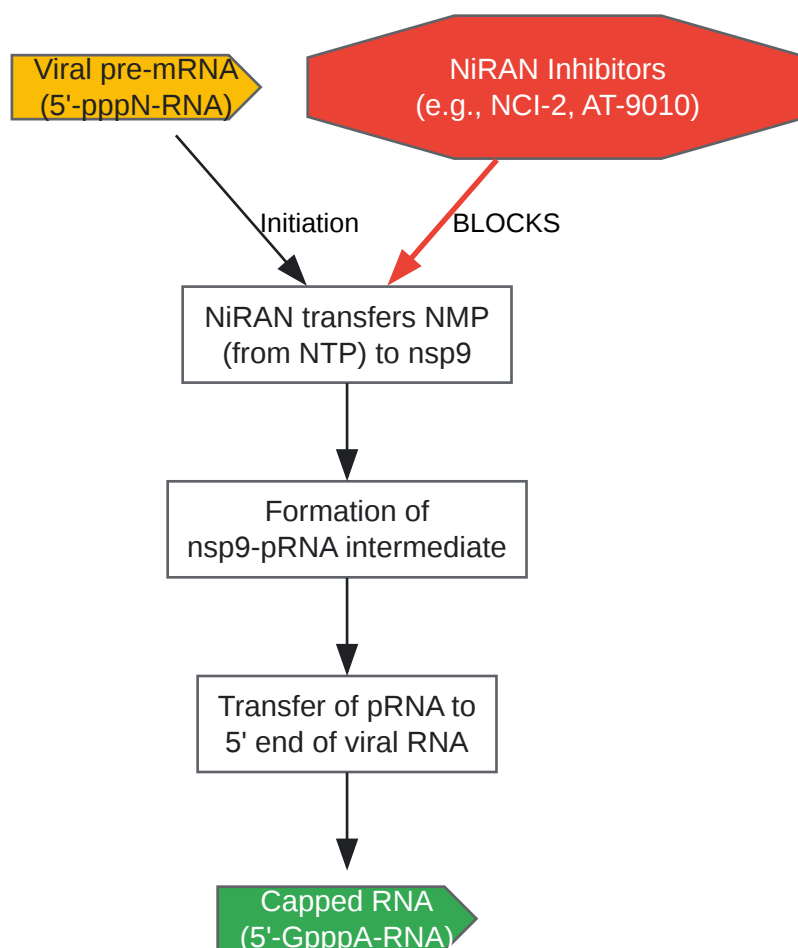 Viral pre-mRNA
(5'-pppN-RNA)
NiRAN Inhibitors
(e.g., NCI-2, AT-9010)
Initiation
BLOCKS
NiRAN transfers NMP
(from NTP) to nsp9
Formation of
nsp9-pRNA intermediate
Transfer of pRNA to
5' end of viral RNA
Capped RNA
(5'-GpppA-RNA)